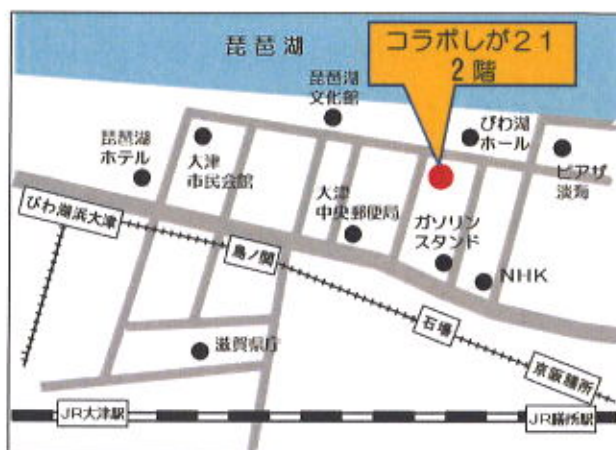 琵琶湖
コラボしが21
2階
琵琶湖
文化館
びわ湖
ホール
ピアザ
淡海
琵琶湖
ホテル
大津
市民会館
大津
中央郵便局
ガソリン
スタンド
NHK
びわ湖浜大津
島ノ関
石場
京阪膳所
滋賀県庁
JR大津駅
JR膳所駅